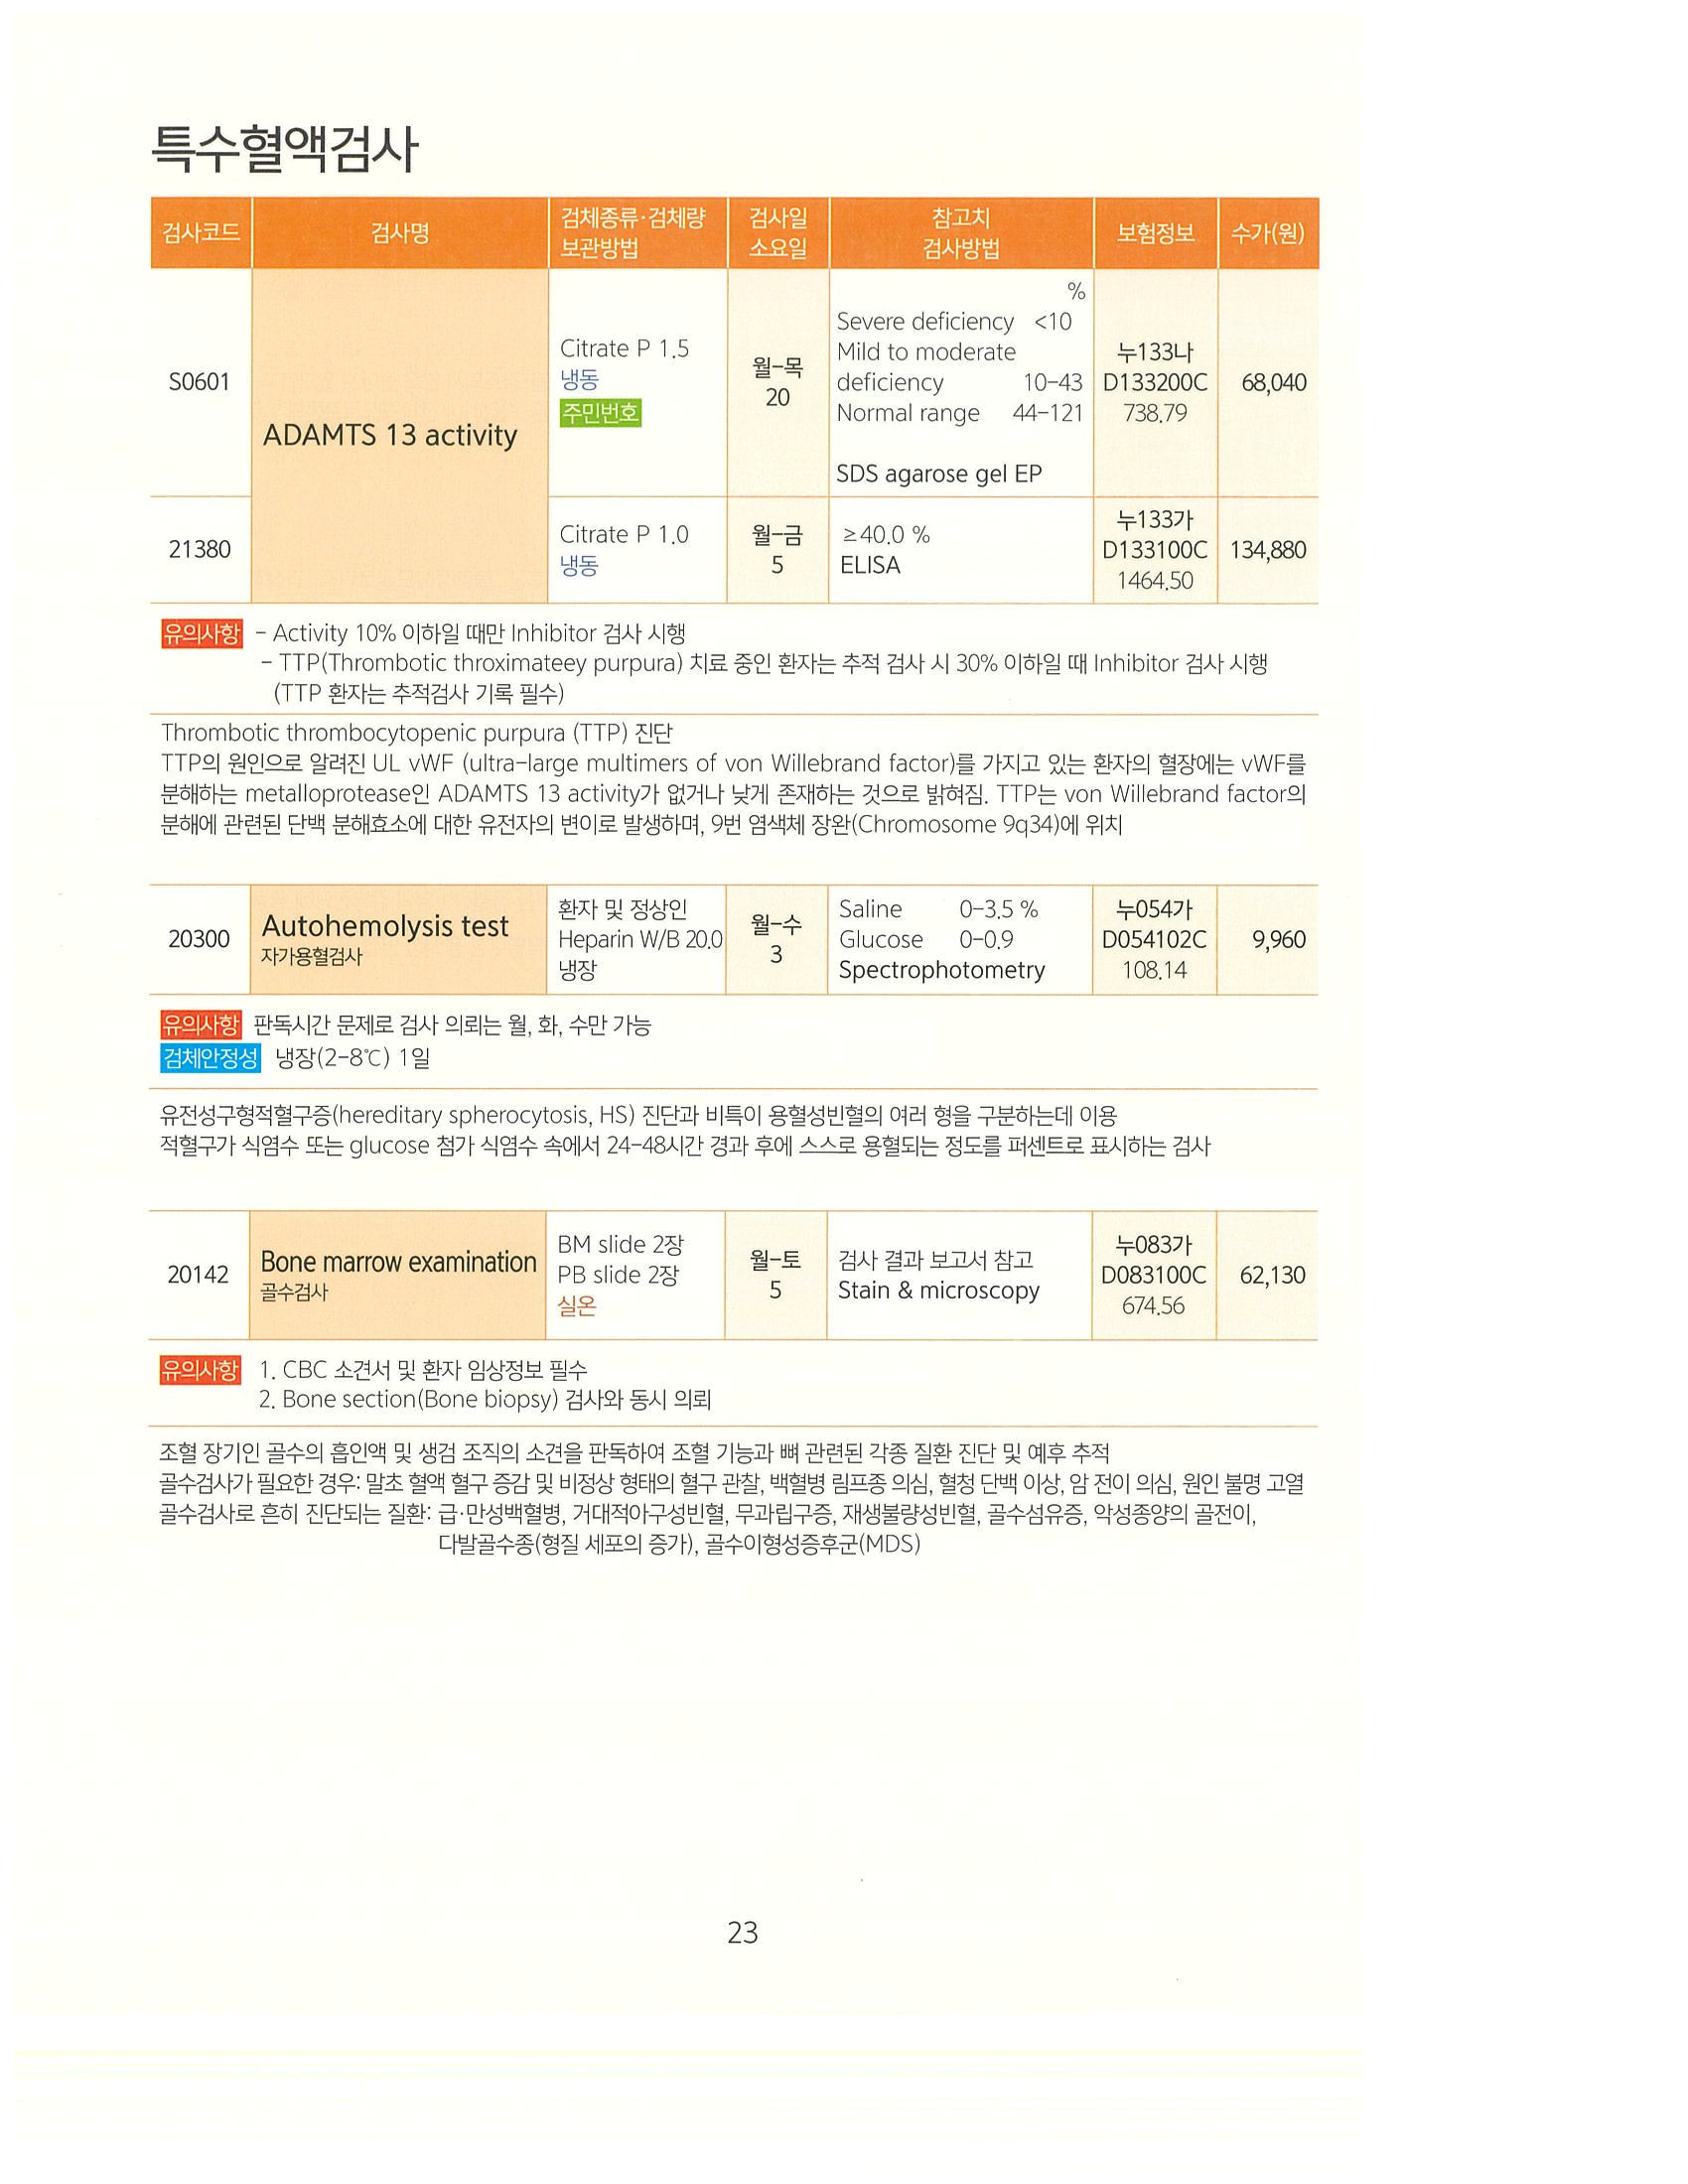 특수혈액검사
검사코드 검사명 검체종류·검체량 보관방법 검사일 소요일 참고치 검사방법 보험정보 수가(원)
S0601
ADAMTS 13 activity
Citrate P 1.5
냉동
주민번호
월-목
20
%
Severe deficiency <10
Mild to moderate
deficiency 10-43
Normal range 44-121
SDS agarose gel EP
누133나
D133200C
738.79
68,040
21380
Citrate P 1.0
냉동
월-금
5
≥40.0 %
ELISA
누133가
D133100C
1464.50
134,880
유의사항 - Activity 10% 이하일 때만 Inhibitor 검사 시행
- TTP(Thrombotic throximateey purpura) 치료 중인 환자는 추적 검사 시 30% 이하일 때 Inhibitor 검사 시행
(TTP 환자는 추적검사 기록 필수)
Thrombotic thrombocytopenic purpura (TTP) 진단
TTP의 원인으로 알려진 UL vWF (ultra-large multimers of von Willebrand factor)를 가지고 있는 환자의 혈장에는 vWF를
분해하는 metalloprotease인 ADAMTS 13 activity가 없거나 낮게 존재하는 것으로 밝혀짐. TTP는 von Willebrand factor의
분해에 관련된 단백 분해효소에 대한 유전자의 변이로 발생하며, 9번 염색체 장완(Chromosome 9q34)에 위치
20300
Autohemolysis test
자가용혈검사
환자 및 정상인
Heparin W/B 20.0
냉장
월-수
3
Saline 0-3.5 %
Glucose 0-0.9
Spectrophotometry
누054가
D054102C
108.14
9,960
유의사항 판독시간 문제로 검사 의뢰는 월, 화, 수만 가능
검체안정성 냉장(2-8℃) 1일
유전성구형적혈구증(hereditary spherocytosis, HS) 진단과 비특이 용혈성빈혈의 여러 형을 구분하는데 이용
적혈구가 식염수 또는 glucose 첨가 식염수 속에서 24-48시간 경과 후에 스스로 용혈되는 정도를 퍼센트로 표시하는 검사
20142
Bone marrow examination
골수검사
BM slide 2장
PB slide 2장
실온
월-토
5
검사 결과 보고서 참고
Stain & microscopy
누083가
D083100C
674.56
62,130
유의사항 1. CBC 소견서 및 환자 임상정보 필수
2. Bone section(Bone biopsy) 검사와 동시 의뢰
조혈 장기인 골수의 흡인액 및 생검 조직의 소견을 판독하여 조혈 기능과 뼈 관련된 각종 질환 진단 및 예후 추적
골수검사가 필요한 경우: 말초 혈액 혈구 증감 및 비정상 형태의 혈구 관찰, 백혈병 림프종 의심, 혈청 단백 이상, 암 전이 의심, 원인 불명 고열
골수검사로 흔히 진단되는 질환: 급·만성백혈병, 거대적아구성빈혈, 무과립구증, 재생불량성빈혈, 골수섬유증, 악성종양의 골전이,
다발골수종(형질 세포의 증가), 골수이형성증후군(MDS)
23